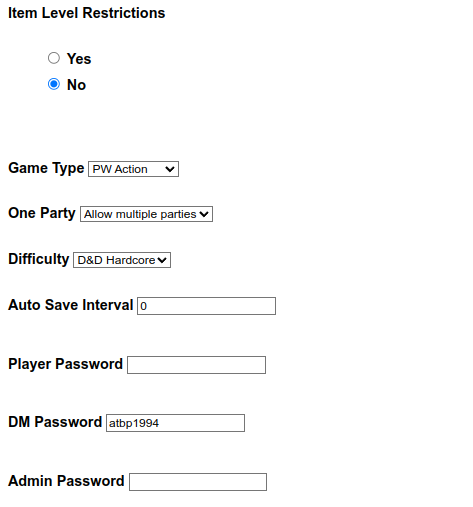 Item Level Restrictions
Yes
No
Game Type PW Action
One Party Allow multiple parties
Difficulty D&D Hardcore
Auto Save Interval 0
Player Password
DM Password atbp1994
Admin Password